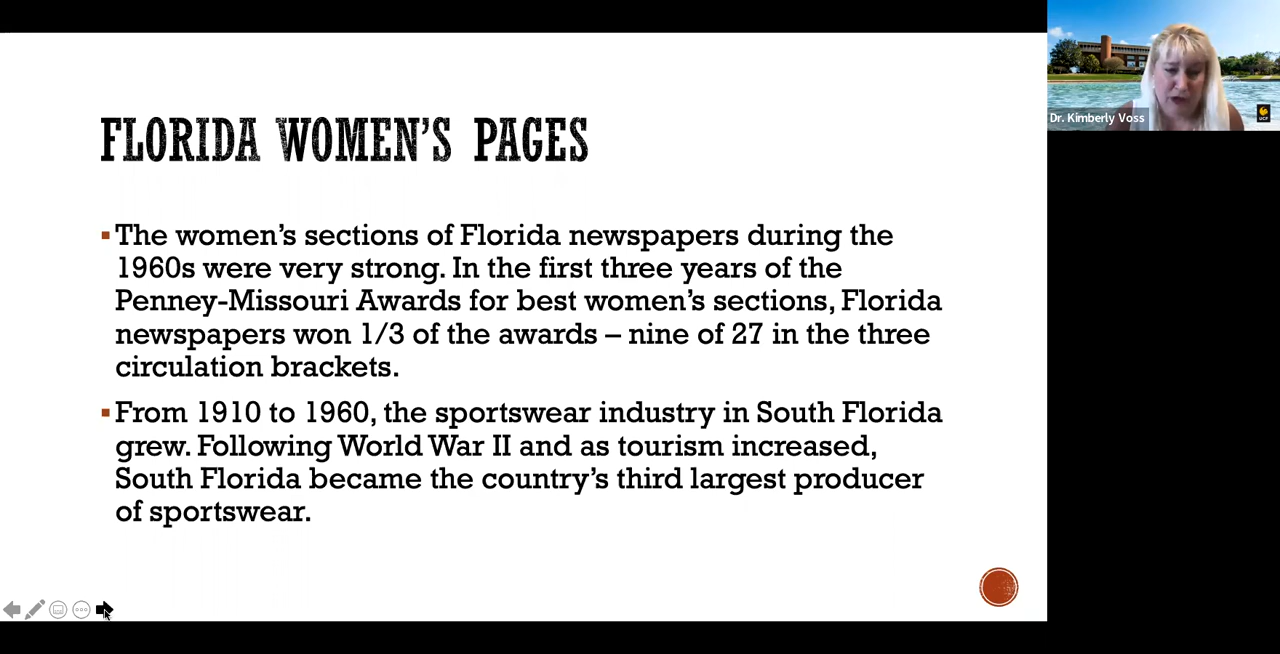 FLORIDA WOMEN'S PAGES
▪The women's sections of Florida newspapers during the
1960s were very strong. In the first three years of the
Penney-Missouri Awards for best women's sections, Florida
newspapers won 1/3 of the awards – nine of 27 in the three
circulation brackets.
▪From 1910 to 1960, the sportswear industry in South Florida
grew. Following World War II and as tourism increased,
South Florida became the country's third largest producer
of sportswear.
Dr. Kimberly Voss
UCF